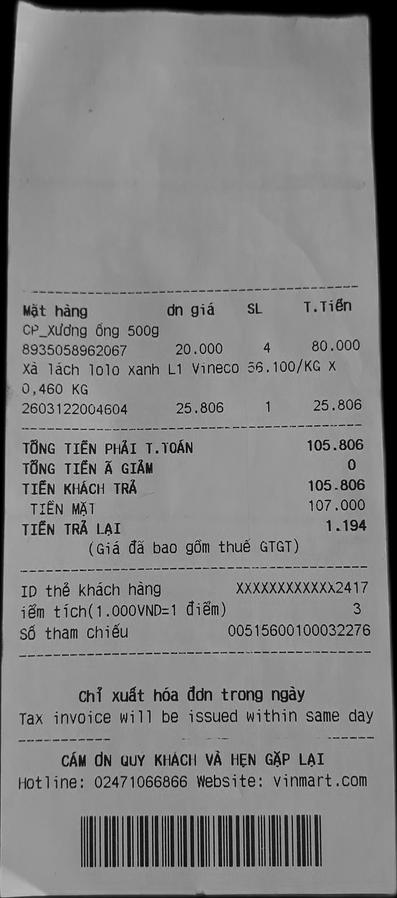 Mặt hàng ơn giá SL T.Tiền
CP_Xương ống 500g
8935058962067 20.000 4 80.000
Xà lách lolo xanh L1 Vineco 56.100/KG X
0,460 KG
2603122004604 25.806 1 25.806
TỔNG TIỀN PHẢI T.TOÁN 105.806
TỔNG TIỀN Ã GIẢM 0
TIỀN KHÁCH TRẢ 105.806
TIỀN MẶT 107.000
TIỀN TRẢ LẠI 1.194
(Giá đã bao gồm thuế GTGT)
ID thẻ khách hàng XXXXXXXXXXXX2417
iểm tích(1.000VND=1 điểm) 3
Số tham chiếu 00515600100032276
Chỉ xuất hóa đơn trong ngày
Tax invoice will be issued within same day
CẢM ƠN QUÝ KHÁCH VÀ HẸN GẶP LẠI
Hotline: 02471066866 Website: vinmart.com